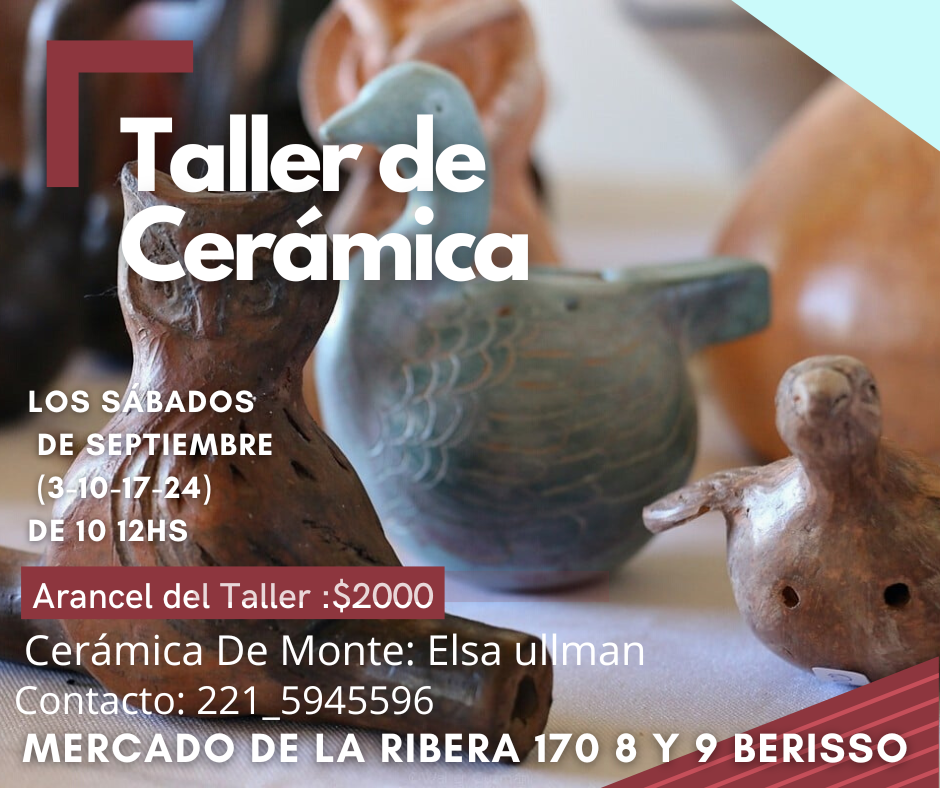 Taller de
Cerámica
LOS SÁBADOS
DE SEPTIEMBRE
(3-10-17-24)
DE 10 12HS
Arancel del Taller :$2000
Cerámica De Monte: Elsa ullman
Contacto: 221_5945596
MERCADO DE LA RIBERA 170 8 Y 9 BERISSO